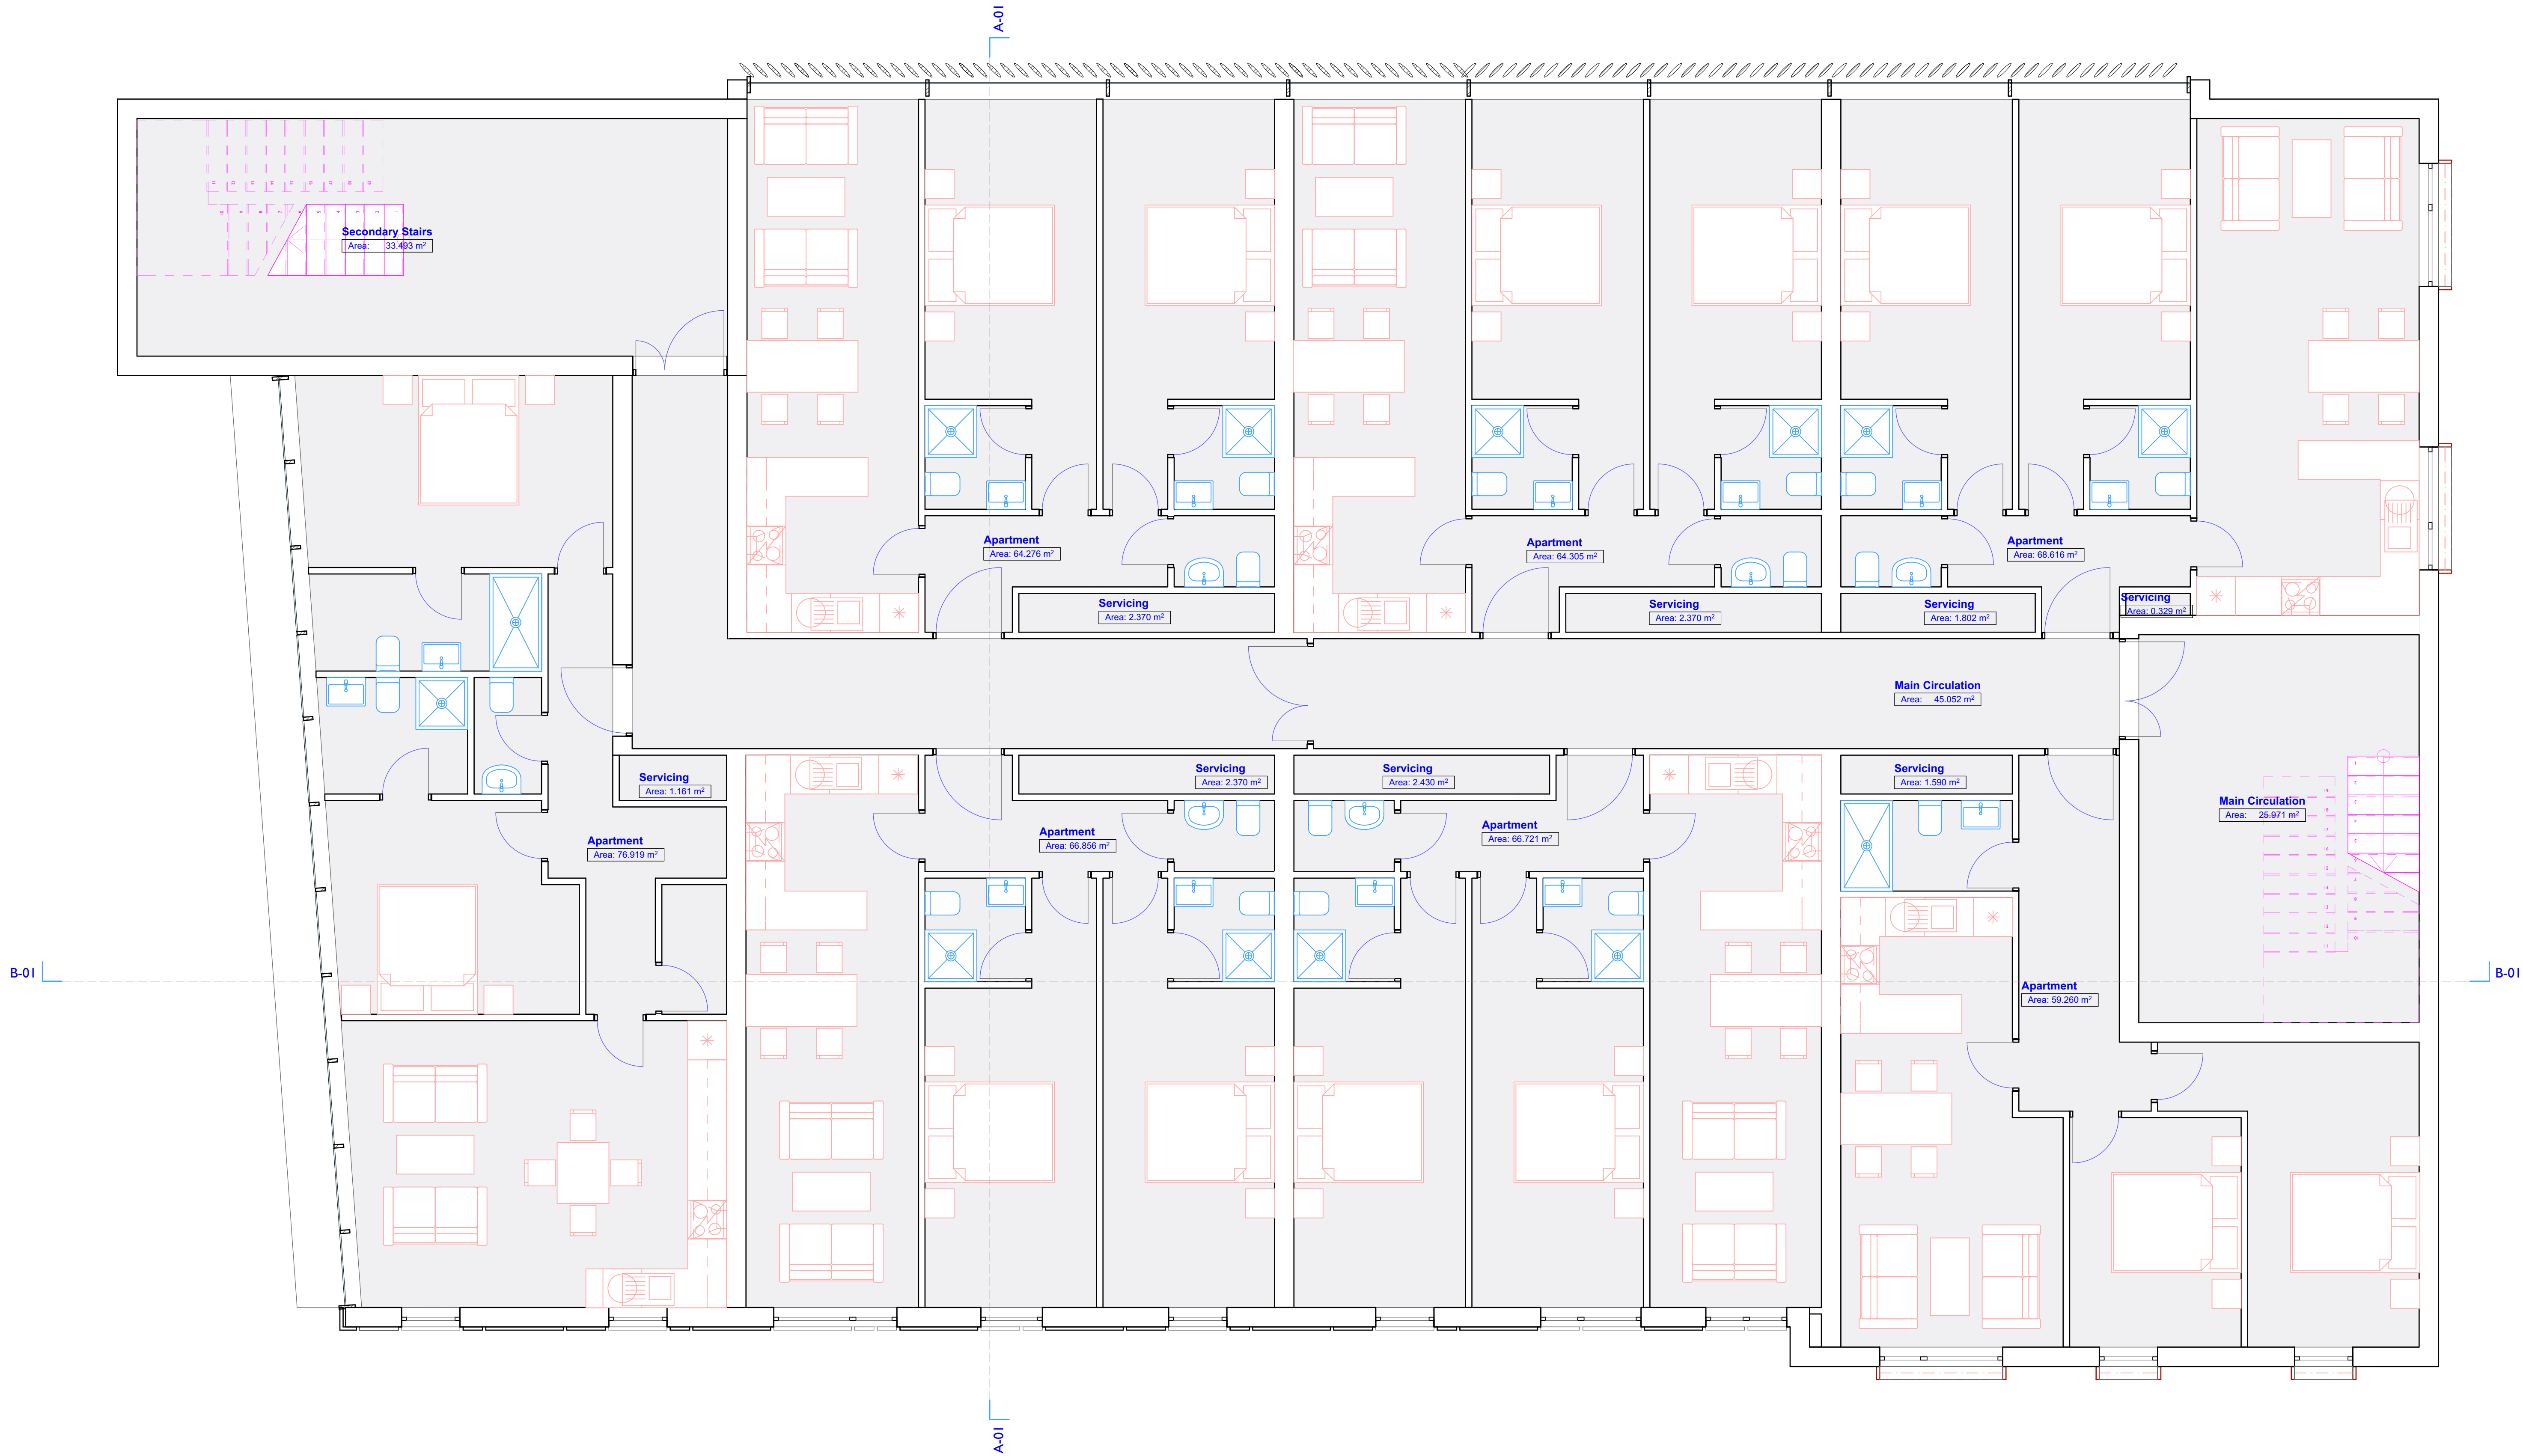 A-01
Secondary Stairs
Area: 33.493 m²
Apartment
Area: 64.276 m²
Apartment
Area: 64.305 m²
Apartment
Area: 68.616 m²
Servicing
Area: 2.370 m²
Servicing
Area: 2.370 m²
Servicing
Area: 1.802 m²
Servicing
Area: 0.329 m²
Main Circulation
Area: 45.052 m²
Servicing
Area: 1.161 m²
Servicing
Area: 2.370 m²
Servicing
Area: 2.430 m²
Servicing
Area: 1.590 m²
Main Circulation
Area: 25.971 m²
Apartment
Area: 76.919 m²
Apartment
Area: 66.856 m²
Apartment
Area: 66.721 m²
Apartment
Area: 59.260 m²
B-01
B-01
A-01